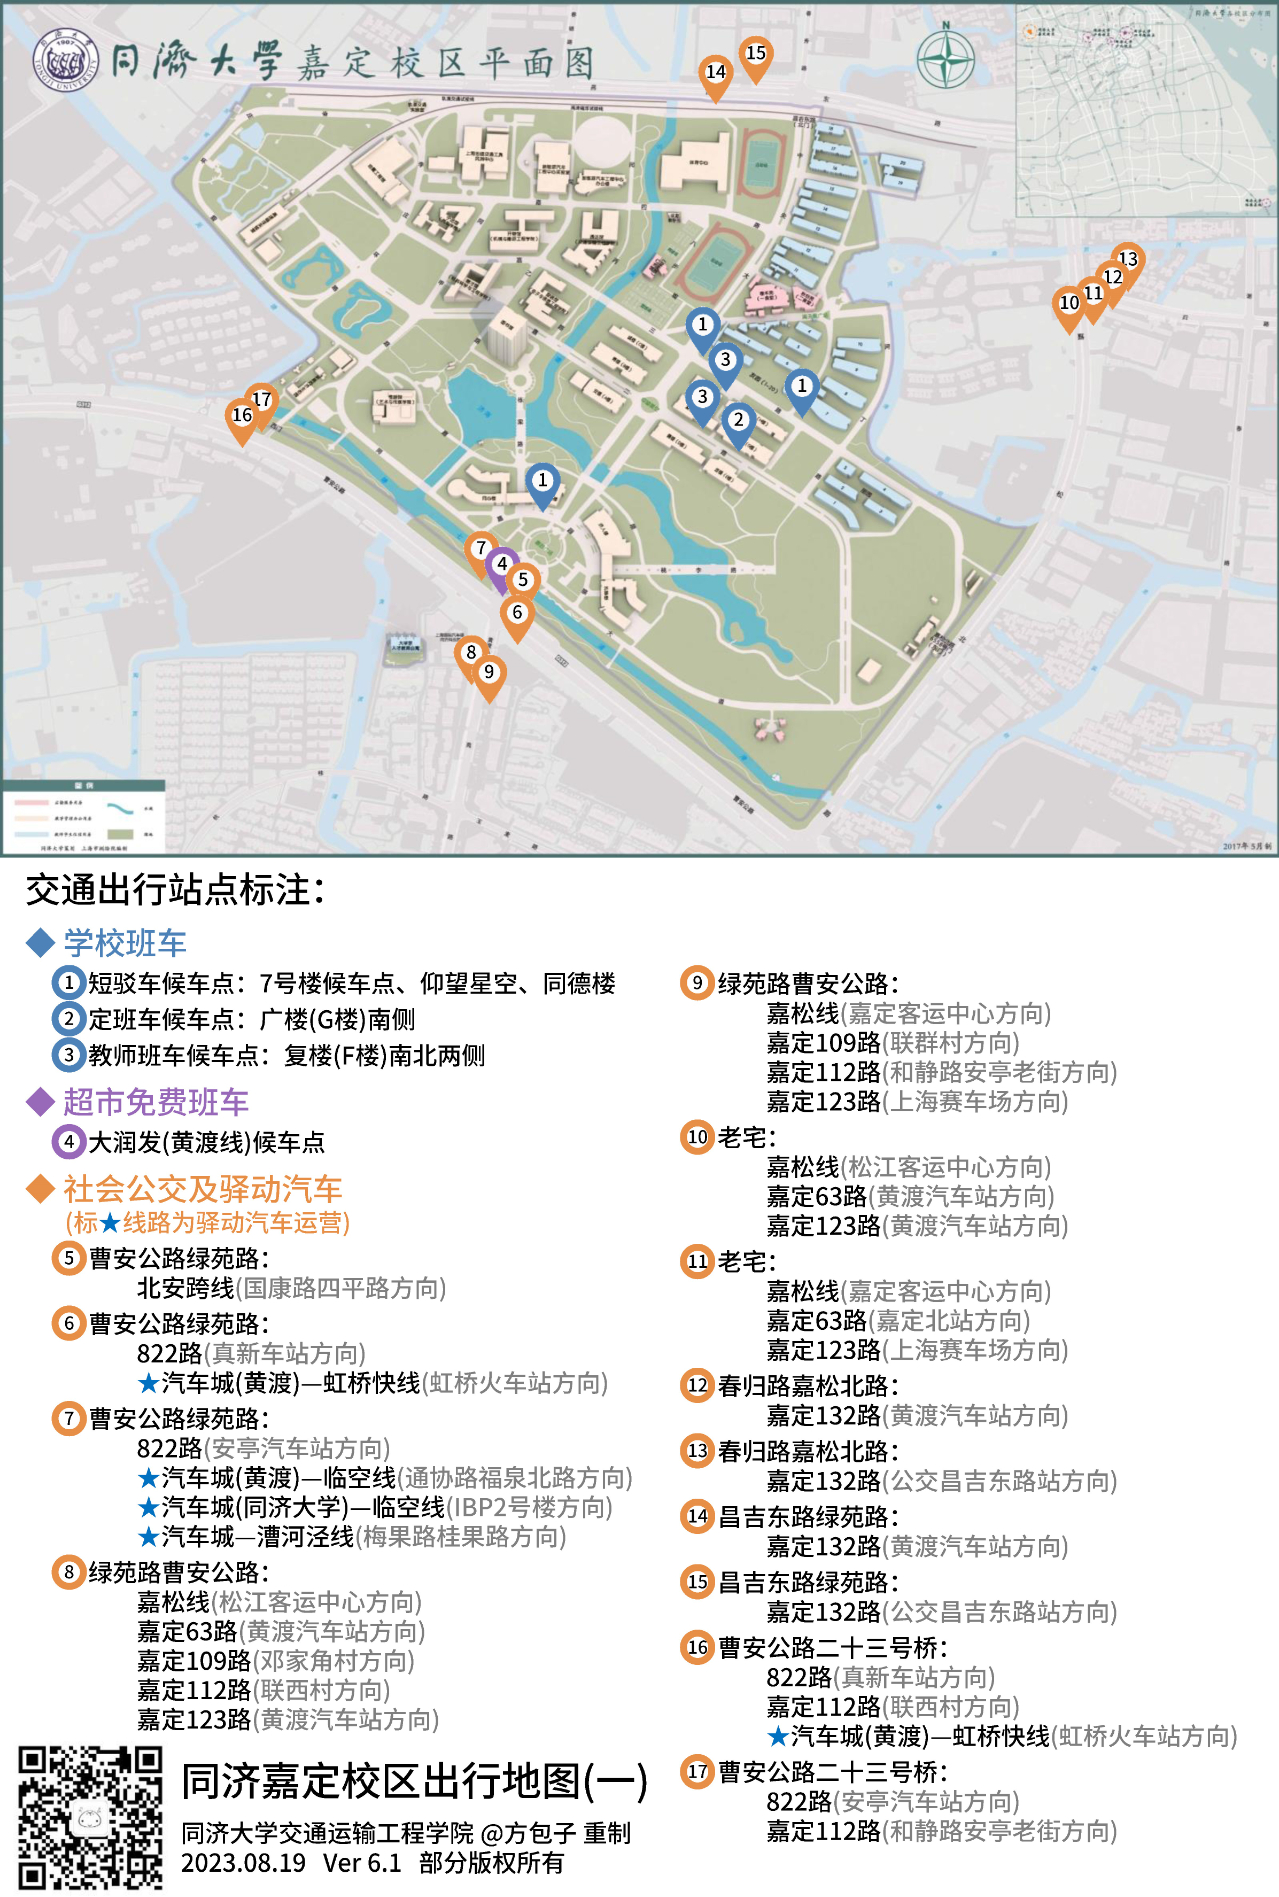 同濟大學嘉定校区平面图
1907
TONGJI UNIVERSITY
N
14
15
13
12
11
10
1
3
1
3
2
17
16
1
7
4
5
6
8
9
曹安公路
曹安公路
图例
2017年5月制
交通出行站点标注：
学校班车
1 短驳车候车点：7号楼候车点、仰望星空、同德楼
2 定班车候车点：广楼(G楼)南侧
3 教师班车候车点：复楼(F楼)南北两侧
超市免费班车
4 大润发(黄渡线)候车点
社会公交及驿动汽车
(标★线路为驿动汽车运营)
5 曹安公路绿苑路：
北安跨线(国康路四平路方向)
6 曹安公路绿苑路：
822路(真新车站方向)
★汽车城(黄渡)—虹桥快线(虹桥火车站方向)
7 曹安公路绿苑路：
822路(安亭汽车站方向)
★汽车城(黄渡)—临空线(通协路福泉北路方向)
★汽车城(同济大学)—临空线(IBP2号楼方向)
★汽车城—漕河泾线(梅果路桂果路方向)
8 绿苑路曹安公路：
嘉松线(松江客运中心方向)
嘉定63路(黄渡汽车站方向)
嘉定109路(邓家角村方向)
嘉定112路(联西村方向)
嘉定123路(黄渡汽车站方向)
9 绿苑路曹安公路：
嘉松线(嘉定客运中心方向)
嘉定109路(联群村方向)
嘉定112路(和静路安亭老街方向)
嘉定123路(上海赛车场方向)
10 老宅：
嘉松线(松江客运中心方向)
嘉定63路(黄渡汽车站方向)
嘉定123路(黄渡汽车站方向)
11 老宅：
嘉松线(嘉定客运中心方向)
嘉定63路(嘉定北站方向)
嘉定123路(上海赛车场方向)
12 春归路嘉松北路：
嘉定132路(黄渡汽车站方向)
13 春归路嘉松北路：
嘉定132路(公交昌吉东路站方向)
14 昌吉东路绿苑路：
嘉定132路(黄渡汽车站方向)
15 昌吉东路绿苑路：
嘉定132路(公交昌吉东路站方向)
16 曹安公路二十三号桥：
822路(真新车站方向)
嘉定112路(联西村方向)
★汽车城(黄渡)—虹桥快线(虹桥火车站方向)
17 曹安公路二十三号桥：
822路(安亭汽车站方向)
嘉定112路(和静路安亭老街方向)
同济嘉定校区出行地图(一)
同济大学交通运输工程学院 @方包子 重制
2023.08.19 Ver 6.1 部分版权所有